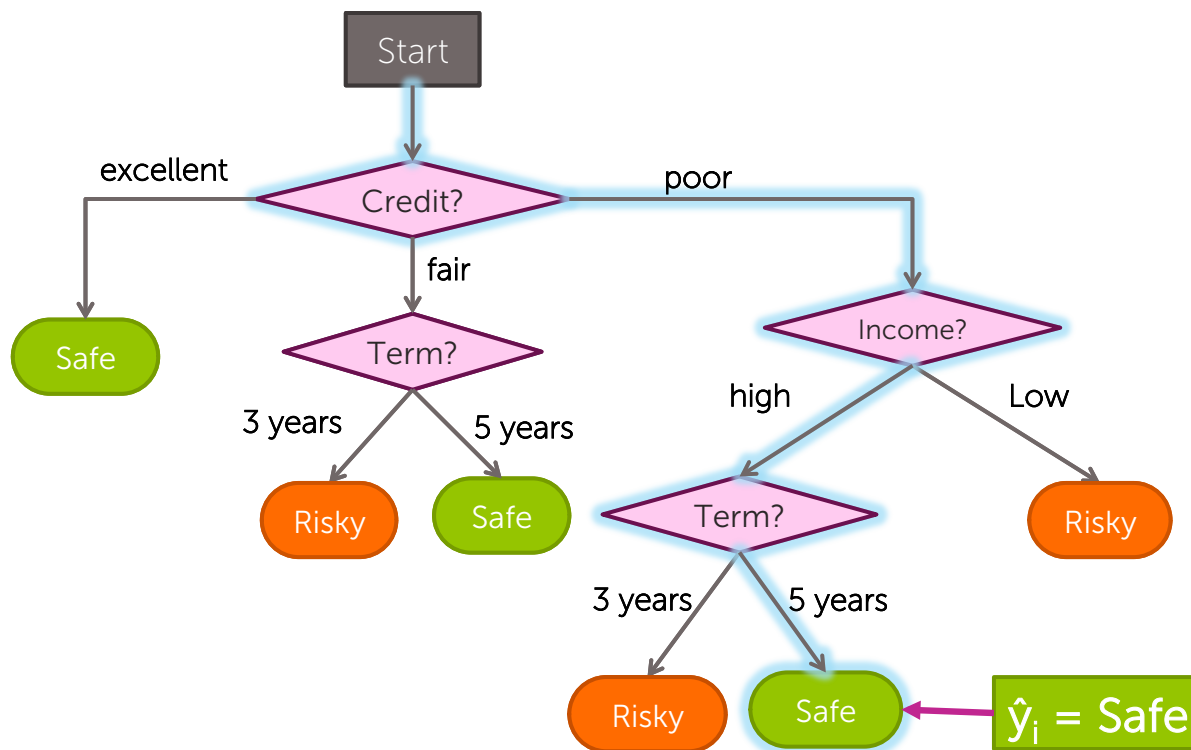 Start
excellent
poor
Credit?
fair
Income?
Safe
Term?
high
Low
3 years
5 years
Risky
Safe
Term?
Risky
3 years
5 years
Risky
Safe
ŷi = Safe